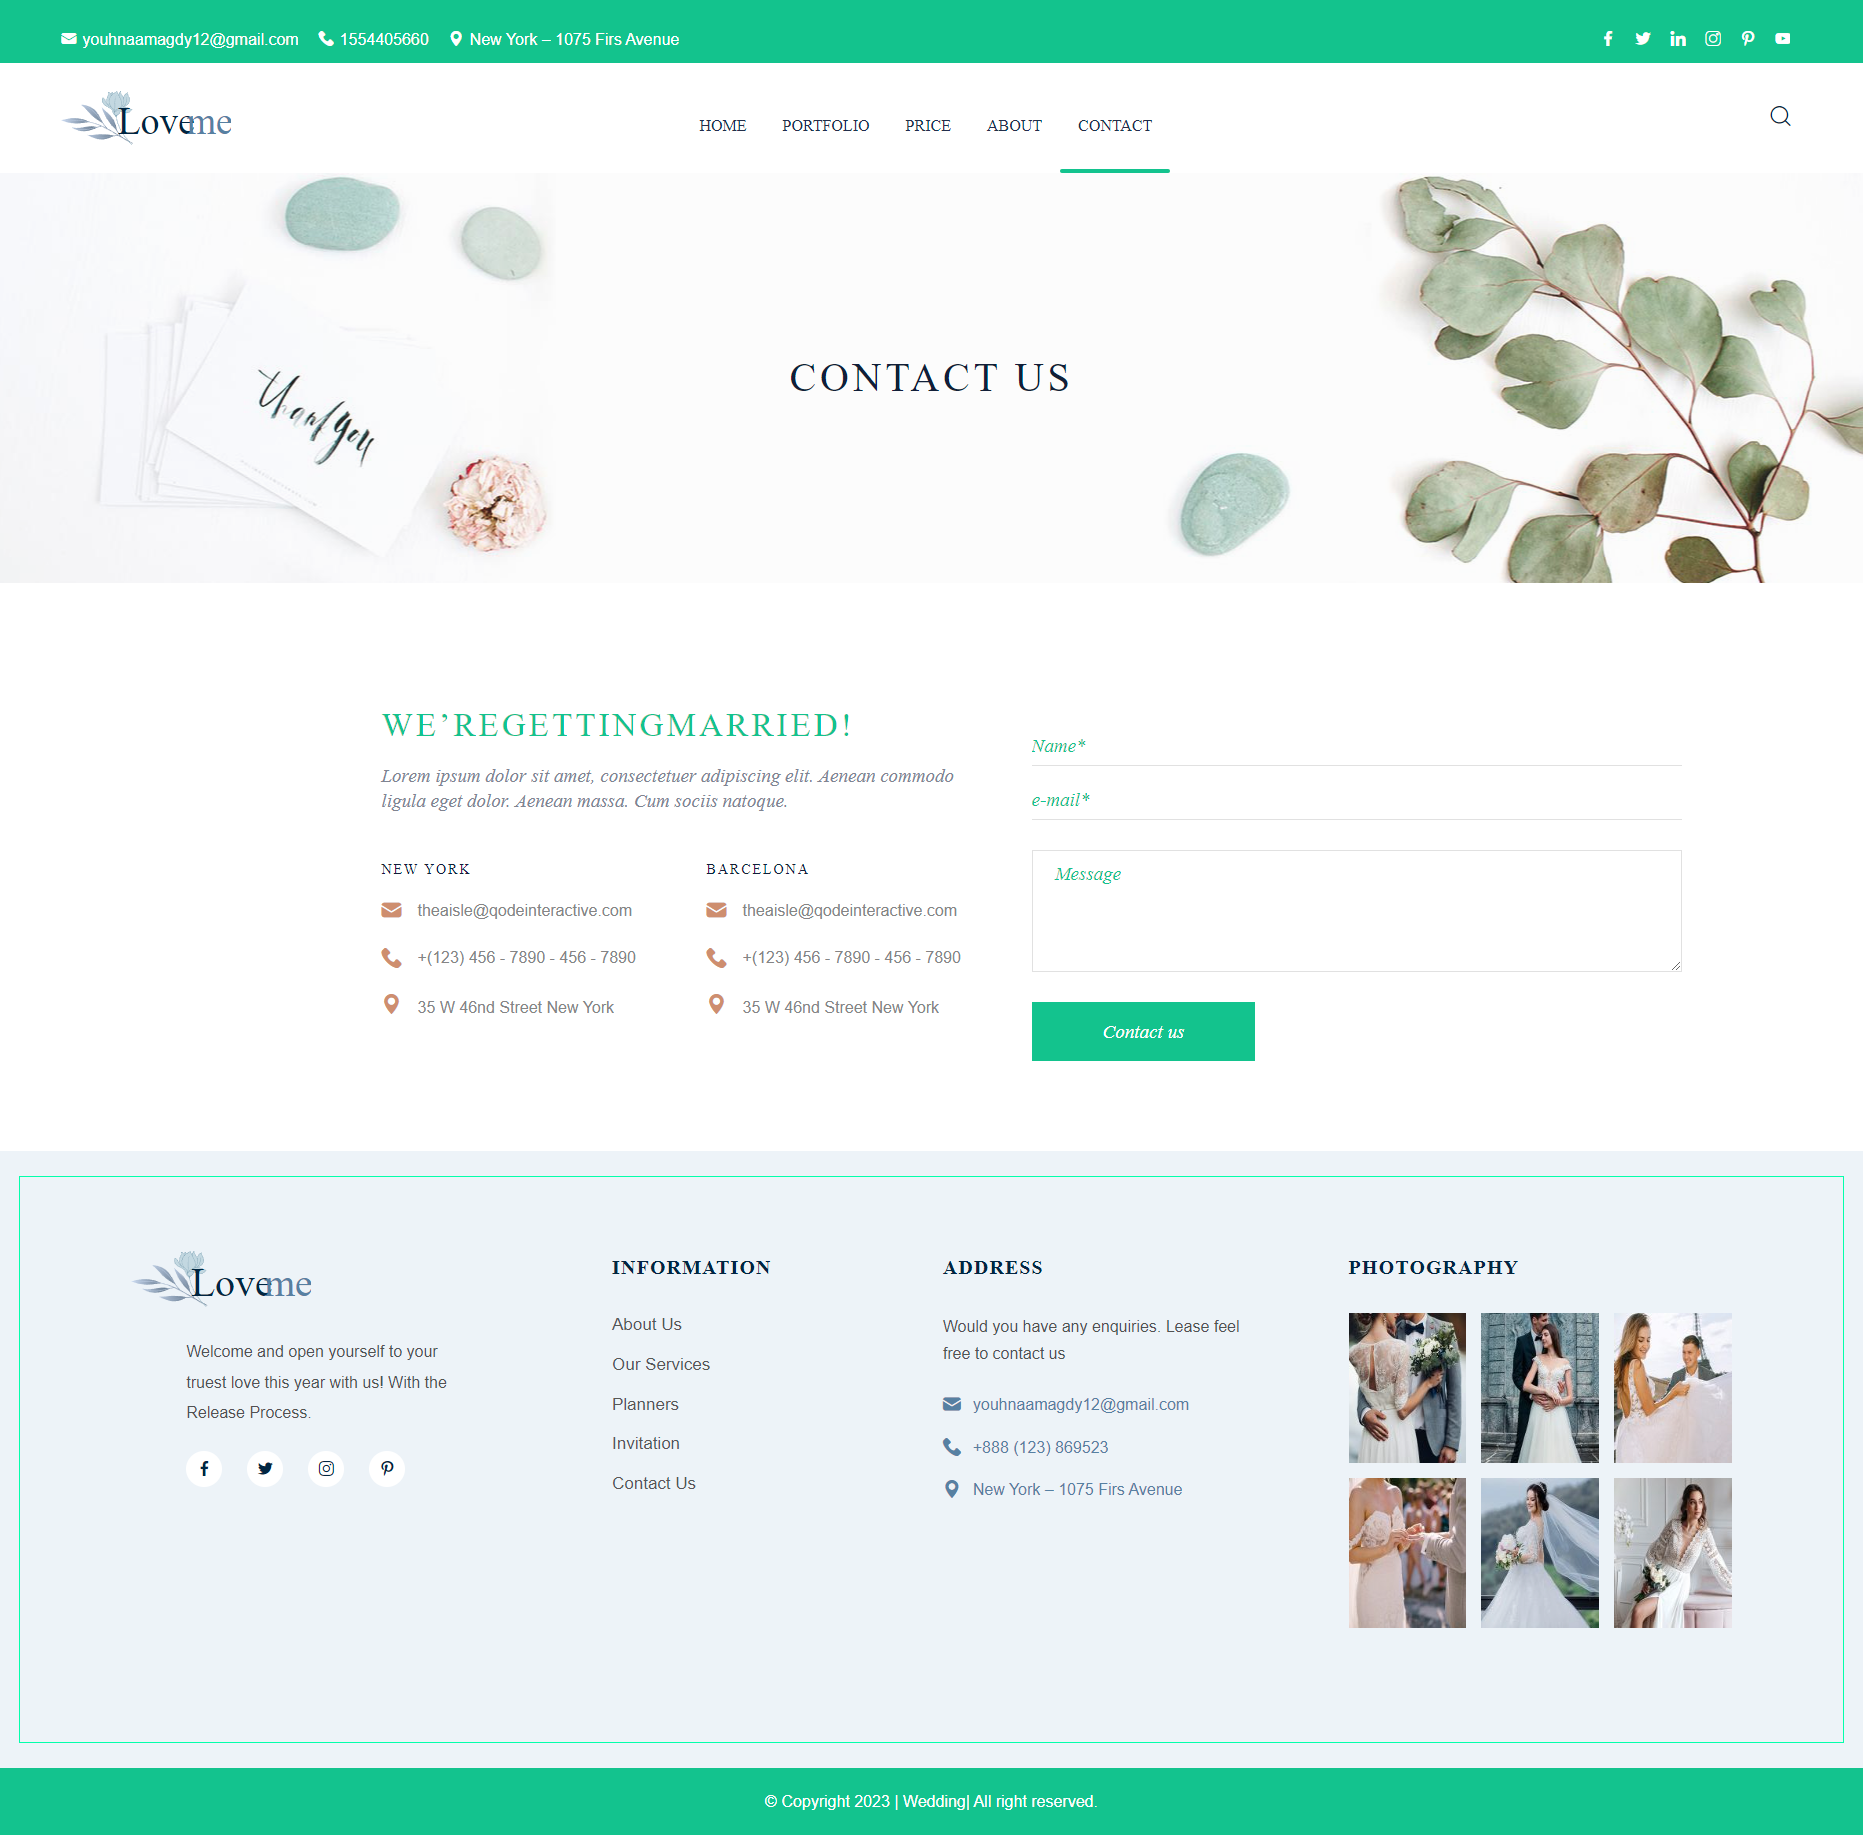 youhnaamagdy12@gmail.com 1554405660 New York – 1075 Firs Avenue
Loveme
HOME PORTFOLIO PRICE ABOUT CONTACT
Thank you
CONTACT US
WE’REGETTINGMARRIED!
Lorem ipsum dolor sit amet, consectetuer adipiscing elit. Aenean commodo
ligula eget dolor. Aenean massa. Cum sociis natoque.
NEW YORK
theaisle@qodeinteractive.com
+(123) 456 - 7890 - 456 - 7890
35 W 46nd Street New York
BARCELONA
theaisle@qodeinteractive.com
+(123) 456 - 7890 - 456 - 7890
35 W 46nd Street New York
Name*
e-mail*
Message
Contact us
Loveme
Welcome and open yourself to your
truest love this year with us! With the
Release Process.
INFORMATION
About Us
Our Services
Planners
Invitation
Contact Us
ADDRESS
Would you have any enquiries. Lease feel
free to contact us
youhnaamagdy12@gmail.com
+888 (123) 869523
New York – 1075 Firs Avenue
PHOTOGRAPHY
© Copyright 2023 | Wedding| All right reserved.